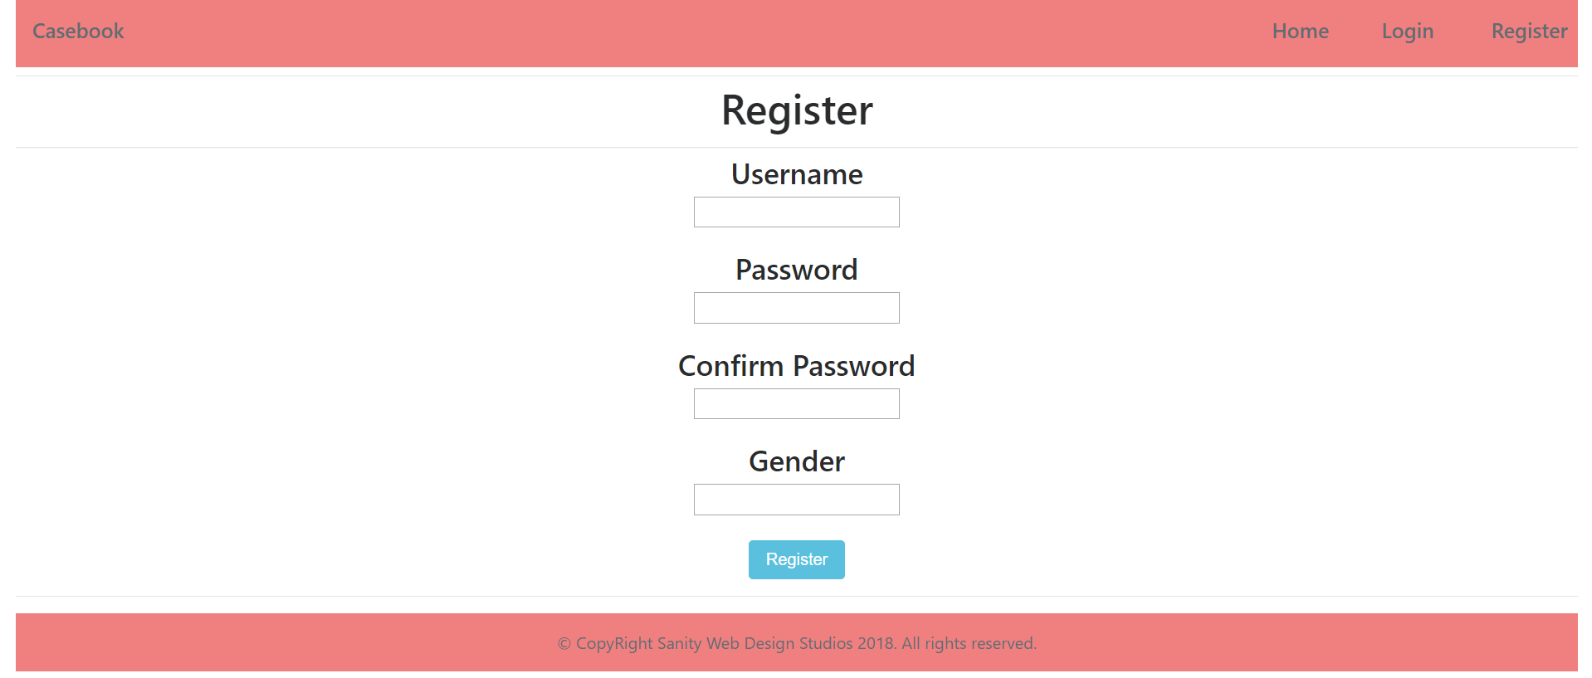 Casebook Home Login Register
Register
Username
Password
Confirm Password
Gender
Register
© CopyRight Sanity Web Design Studios 2018. All rights reserved.